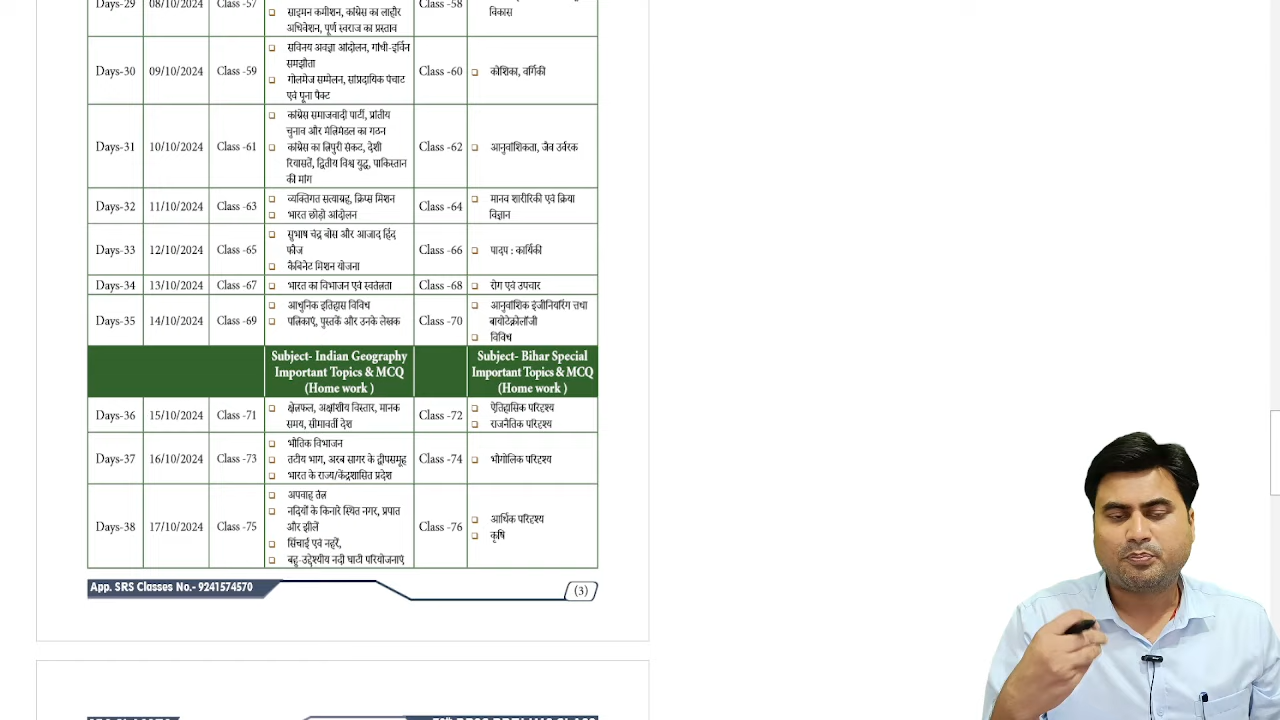 Days-29 08/10/2024 Class -57 Class -58
साइमन कमीशन, कांग्रेस का लाहौर
अधिवेशन, पूर्ण स्वराज का प्रस्ताव
विकास
Days-30 09/10/2024 Class -59
सविनय अवज्ञा आंदोलन, गांधी-इर्विन
समझौता
गोलमेज सम्मेलन, सांप्रदायिक पंचाट
एवं पूना पैक्ट
Class -60
कोशिका, वर्गिकी
Days-31 10/10/2024 Class -61
कांग्रेस समाजवादी पार्टी, प्रांतीय
चुनाव और मंत्रिमंडल का गठन
कांग्रेस का त्रिपुरी संकट, देशी
रियासतें, द्वितीय विश्व युद्ध, पाकिस्तान
की मांग
Class -62
आनुवांशिकता, जैव उर्वरक
Days-32 11/10/2024 Class -63
व्यक्तिगत सत्याग्रह, क्रिप्स मिशन
भारत छोड़ो आंदोलन
Class -64
मानव शारीरिकी एवं क्रिया
विज्ञान
Days-33 12/10/2024 Class -65
सुभाष चंद्र बोस और आजाद हिंद
फौज
कैबिनेट मिशन योजना
Class -66
पादप : कार्यिकी
Days-34 13/10/2024 Class -67
भारत का विभाजन एवं स्वतंत्रता
Class -68
रोग एवं उपचार
Days-35 14/10/2024 Class -69
आधुनिक इतिहास विविध
पत्रिकाएं, पुस्तकें और उनके लेखक
Class -70
आनुवांशिक इंजीनियरिंग तथा
बायोटेक्नोलॉजी
विविध
Subject- Indian Geography
Important Topics & MCQ
(Home work )
Subject- Bihar Special
Important Topics & MCQ
(Home work )
Days-36 15/10/2024 Class -71
क्षेत्रफल, अक्षांशीय विस्तार, मानक
समय, सीमावर्ती देश
Class -72
ऐतिहासिक परिदृश्य
राजनैतिक परिदृश्य
Days-37 16/10/2024 Class -73
भौतिक विभाजन
तटीय भाग, अरब सागर के द्वीपसमूह
भारत के राज्य/केंद्रशासित प्रदेश
Class -74
भौगोलिक परिदृश्य
Days-38 17/10/2024 Class -75
अपवाह तंत्र
नदियों के किनारे स्थित नगर, प्रपात
और झीलें
सिंचाई एवं नहरें,
बहु-उद्देश्यीय नदी घाटी परियोजनाएं
Class -76
आर्थिक परिदृश्य
कृषि
App. SRS Classes No.- 9241574570
(3)